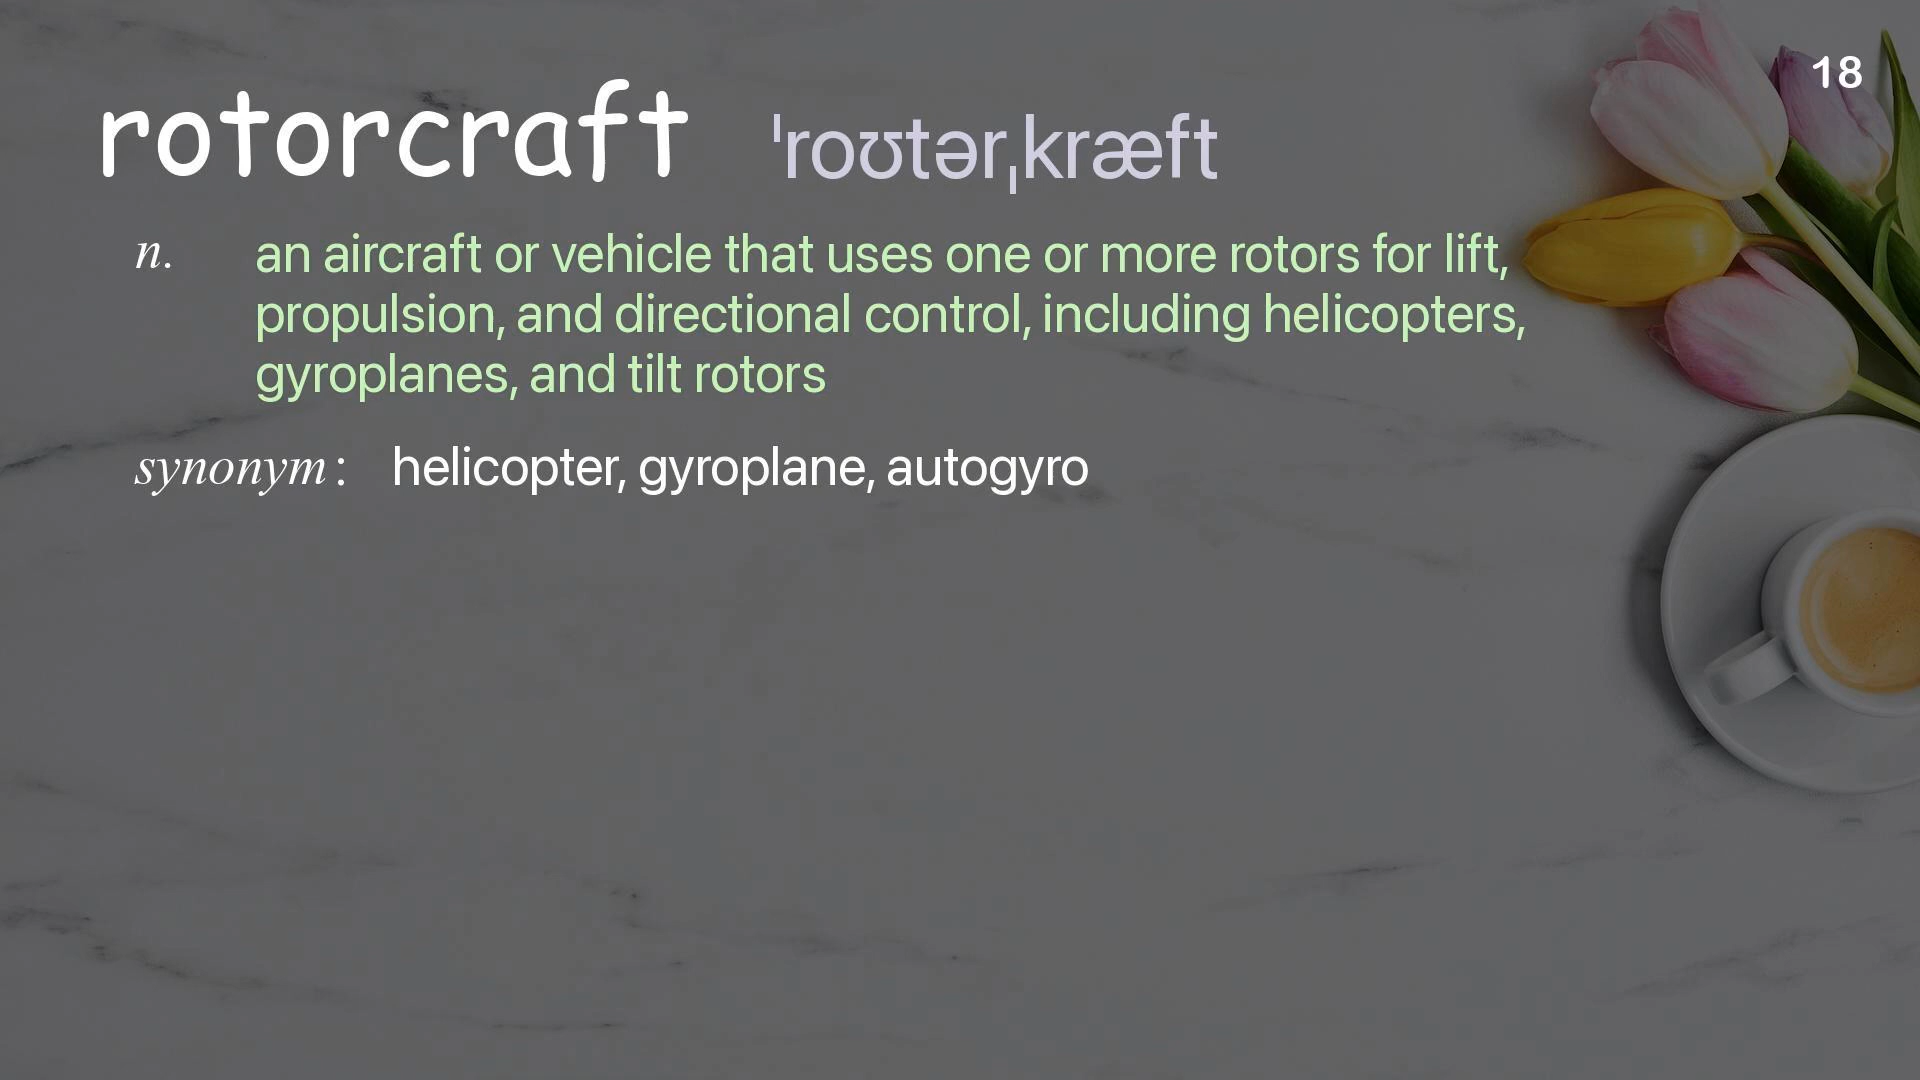 18
rotorcraft ˈroʊtərˌkræft
n. an aircraft or vehicle that uses one or more rotors for lift,
propulsion, and directional control, including helicopters,
gyroplanes, and tilt rotors
synonym : helicopter, gyroplane, autogyro